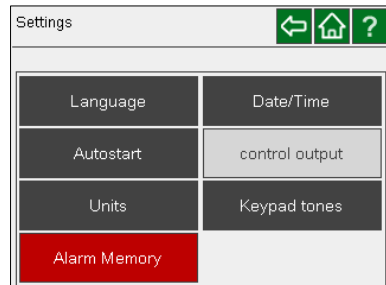 Settings
?
Language
Date/Time
Autostart
control output
Units
Keypad tones
Alarm Memory